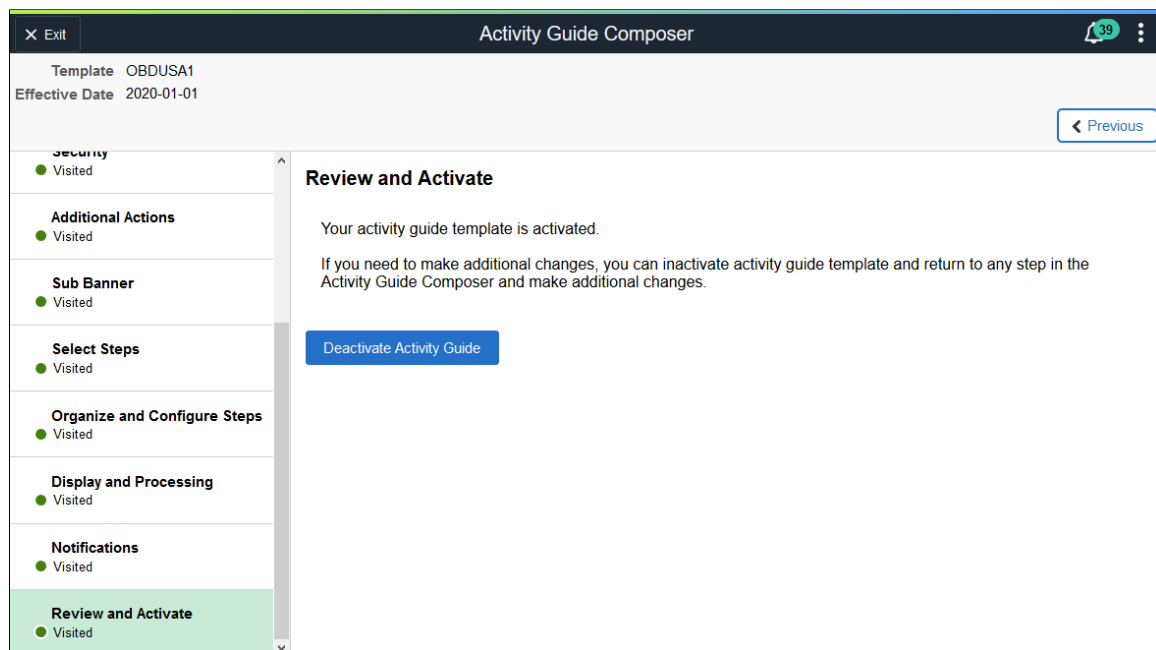 Exit
Activity Guide Composer
39
Template OBDUSA1
Effective Date 2020-01-01
Previous
Security
Visited
Additional Actions
Visited
Sub Banner
Visited
Select Steps
Visited
Organize and Configure Steps
Visited
Display and Processing
Visited
Notifications
Visited
Review and Activate
Visited
Review and Activate
Your activity guide template is activated.
If you need to make additional changes, you can inactivate activity guide template and return to any step in the
Activity Guide Composer and make additional changes.
Deactivate Activity Guide